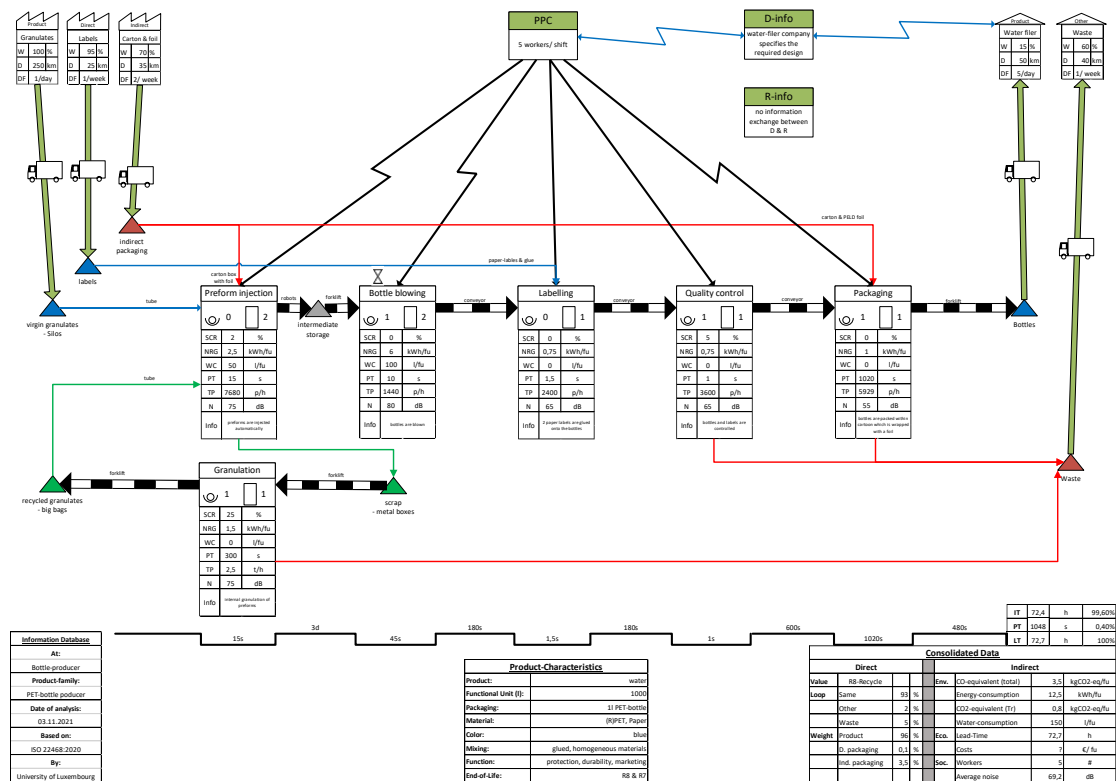 Product
Granulates
W 100 %
D 250 km
DF 1/day
Direct
Labels
W 95 %
D 25 km
DF 1/week
Indirect
Carton & foil
W 70 %
D 35 km
DF 2/ week
PPC
5 workers/ shift
D-info
water-filer company
specifies the
required design
R-info
no information
exchange between
D & R
Product
Water filer
W 15 %
D 50 km
DF 5/day
Other
Waste
W 60 %
D 40 km
DF 1/ week
indirect
packaging
carton & PELD foil
labels
carton box
with foil
paper-lables & glue
virgin granulates
- Silos
tube
Preform injection
0 2
SCR 2 %
NRG 2,5 kWh/fu
WC 50 l/fu
PT 15 s
TP 7680 p/h
N 75 dB
Info preforms are injected
automatically
robots
forklift
intermediate
storage
Bottle blowing
1 2
SCR 0 %
NRG 6 kWh/fu
WC 100 l/fu
PT 10 s
TP 1440 p/h
N 80 dB
Info bottles are blown
conveyor
Labelling
0 1
SCR 0 %
NRG 0,75 kWh/fu
WC 0 l/fu
PT 1,5 s
TP 2400 p/h
N 65 dB
Info 2 paper labels are glued
onto the bottles
conveyor
Quality control
1 1
SCR 5 %
NRG 0,75 kWh/fu
WC 0 l/fu
PT 1 s
TP 3600 p/h
N 65 dB
Info bottles and labels are
controlled
conveyor
Packaging
1 1
SCR 0 %
NRG 1 kWh/fu
WC 0 l/fu
PT 1020 s
TP 5929 p/h
N 55 dB
Info bottles are packed within
cartoon which is wrapped
with a foil
forklift
Bottles
Waste
tube
recycled granulates
- big bags
forklift
Granulation
1 1
SCR 25 %
NRG 1,5 kWh/fu
WC 0 l/fu
PT 300 s
TP 2,5 t/h
N 75 dB
Info internal granulation of
preforms
forklift
scrap
- metal boxes
15s
3d
45s
180s
1,5s
180s
1s
600s
1020s
480s
IT 72,4 h 99,60%
PT 1048 s 0,40%
LT 72,7 h 100%
Information Database
At:
Bottle-producer
Product-family:
PET-bottle poducer
Date of analysis:
03.11.2021
Based on:
ISO 22468:2020
By:
University of Luxembourg
Product-Characteristics
Product: water
Functional Unit (l): 1000
Packaging: 1l PET-bottle
Material: (R)PET, Paper
Color: blue
Mixing: glued, homogeneous materials
Function: protection, durability, marketing
End-of-Life: R8 & R7
Consolidated Data
Direct Indirect
Value R8-Recycle Env. CO-equivalent (total) 3,5 kgCO2-eq/fu
Loop Same 93 % Energy-consumption 12,5 kWh/fu
Other 2 % CO2-equivalent (Tr) 0,8 kgCO2-eq/fu
Waste 5 % Water-consumption 150 l/fu
Weight Product 96 % Eco. Lead-Time 72,7 h
D. packaging 0,1 % Costs ? €/ fu
Ind. packaging 3,5 % Soc. Workers 5 #
Average noise 69,2 dB